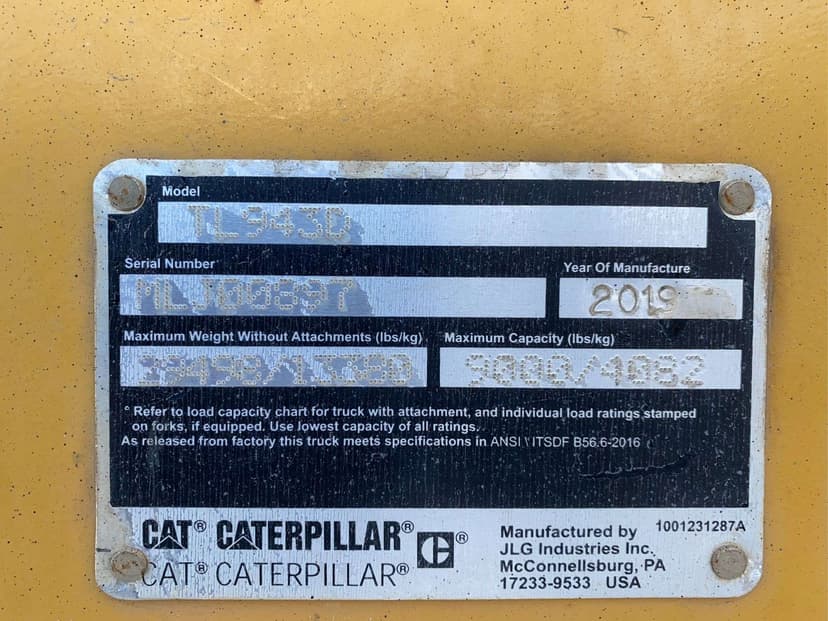 Model
TL943D
Serial Number
Year Of Manufacture
MLJ00897
2019
Maximum Weight Without Attachments (lbs/kg)
Maximum Capacity (lbs/kg)
29498/13380
9000/4082
° Refer to load capacity chart for truck with attachment, and individual load ratings stamped
on forks, if equipped. Use lowest capacity of all ratings.
As released from factory this truck meets specifications in ANSI \ ITSDF B56.6-2016
CAT® CATERPILLAR® C®
CAT® CATERPILLAR®
Manufactured by
1001231287A
JLG Industries Inc.
McConnellsburg, PA
17233-9533 USA